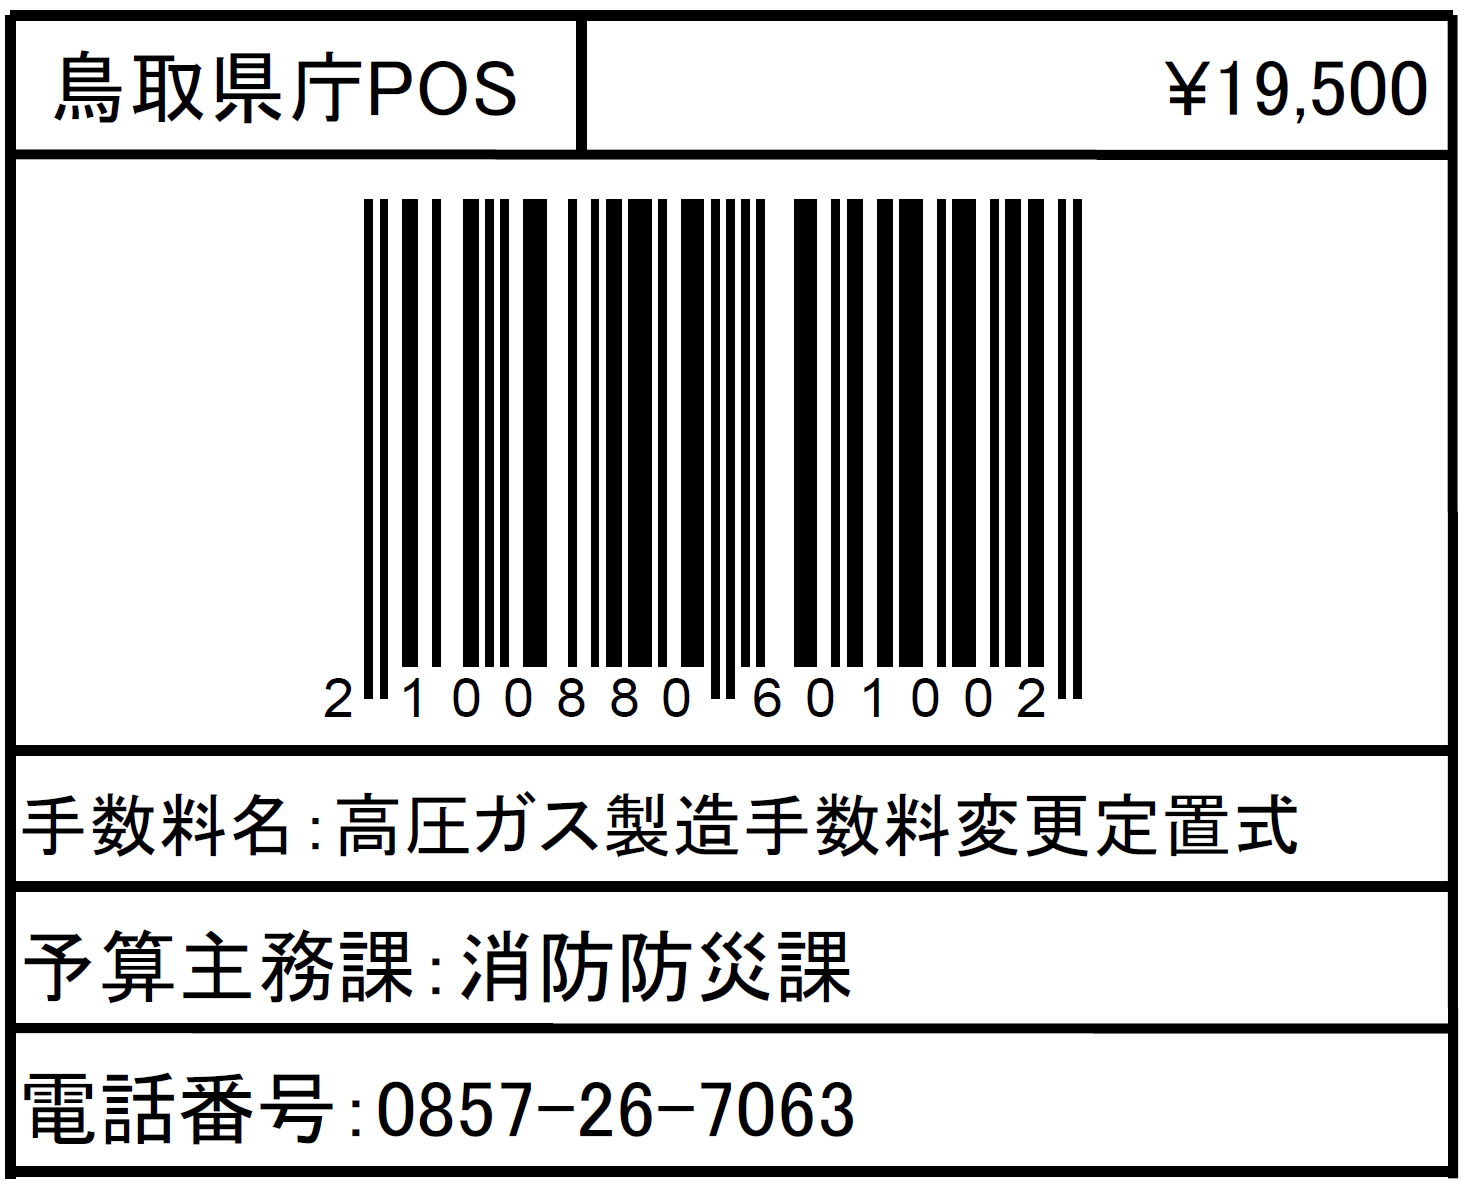 鳥取県庁POS
¥19,500
2100880601002
手数料名:高圧ガス製造手数料変更定置式
予算主務課:消防防災課
電話番号:0857-26-7063